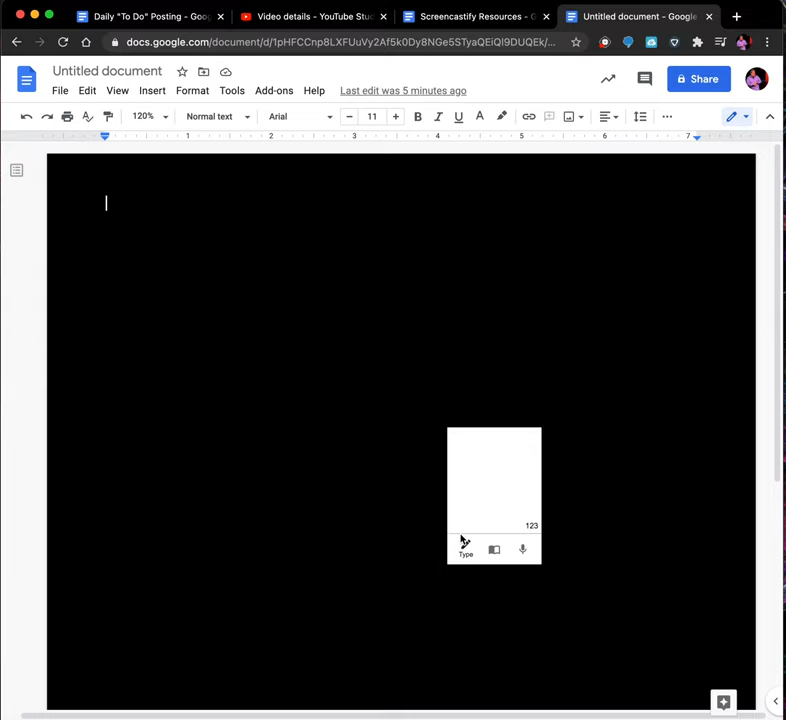 Daily "To Do" Posting - Goo
Video details - YouTube Stu
Screencastify Resources - G
Untitled document - Google
docs.google.com/document/d/1pHFCCnp8LXFUuVy2Af5k0Dy8NGe5STyaQEiQI9DUQEk/...
Untitled document
File Edit View Insert Format Tools Add-ons Help Last edit was 5 minutes ago
Share
120% Normal text Arial 11 B I U A
1 2 3 4 5 6 7
123
Type